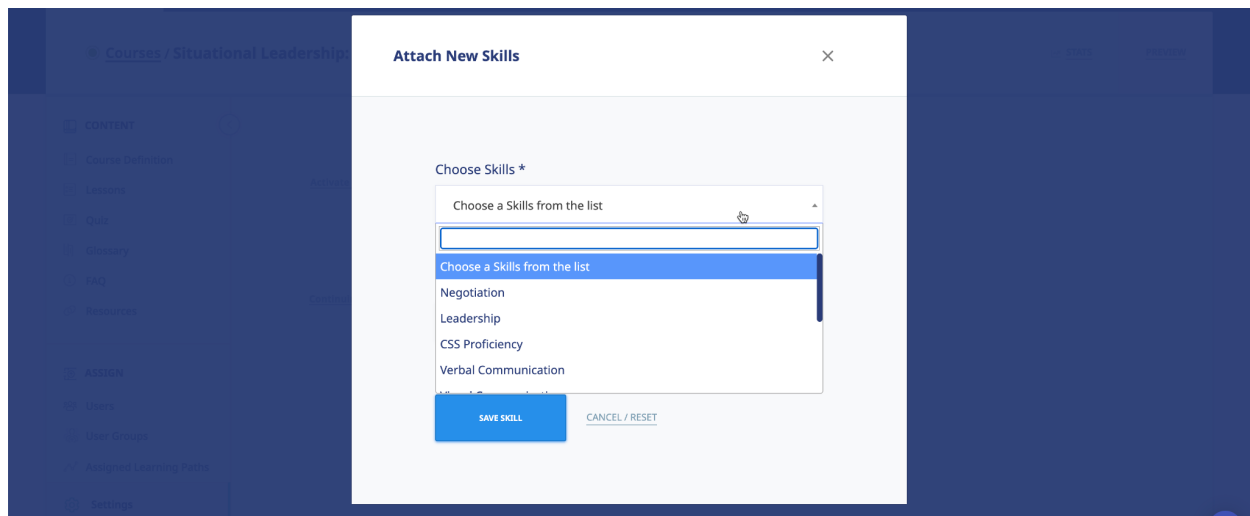 Courses / Situational Leadership:
Attach New Skills
CONTENT
Course Definition
Lessons
Quiz
Glossary
FAQ
Resources
ASSIGN
Users
User Groups
Assigned Learning Paths
Settings
Choose Skills *
Choose a Skills from the list
Choose a Skills from the list
Negotiation
Leadership
CSS Proficiency
Verbal Communication
SAVE SKILL
CANCEL / RESET